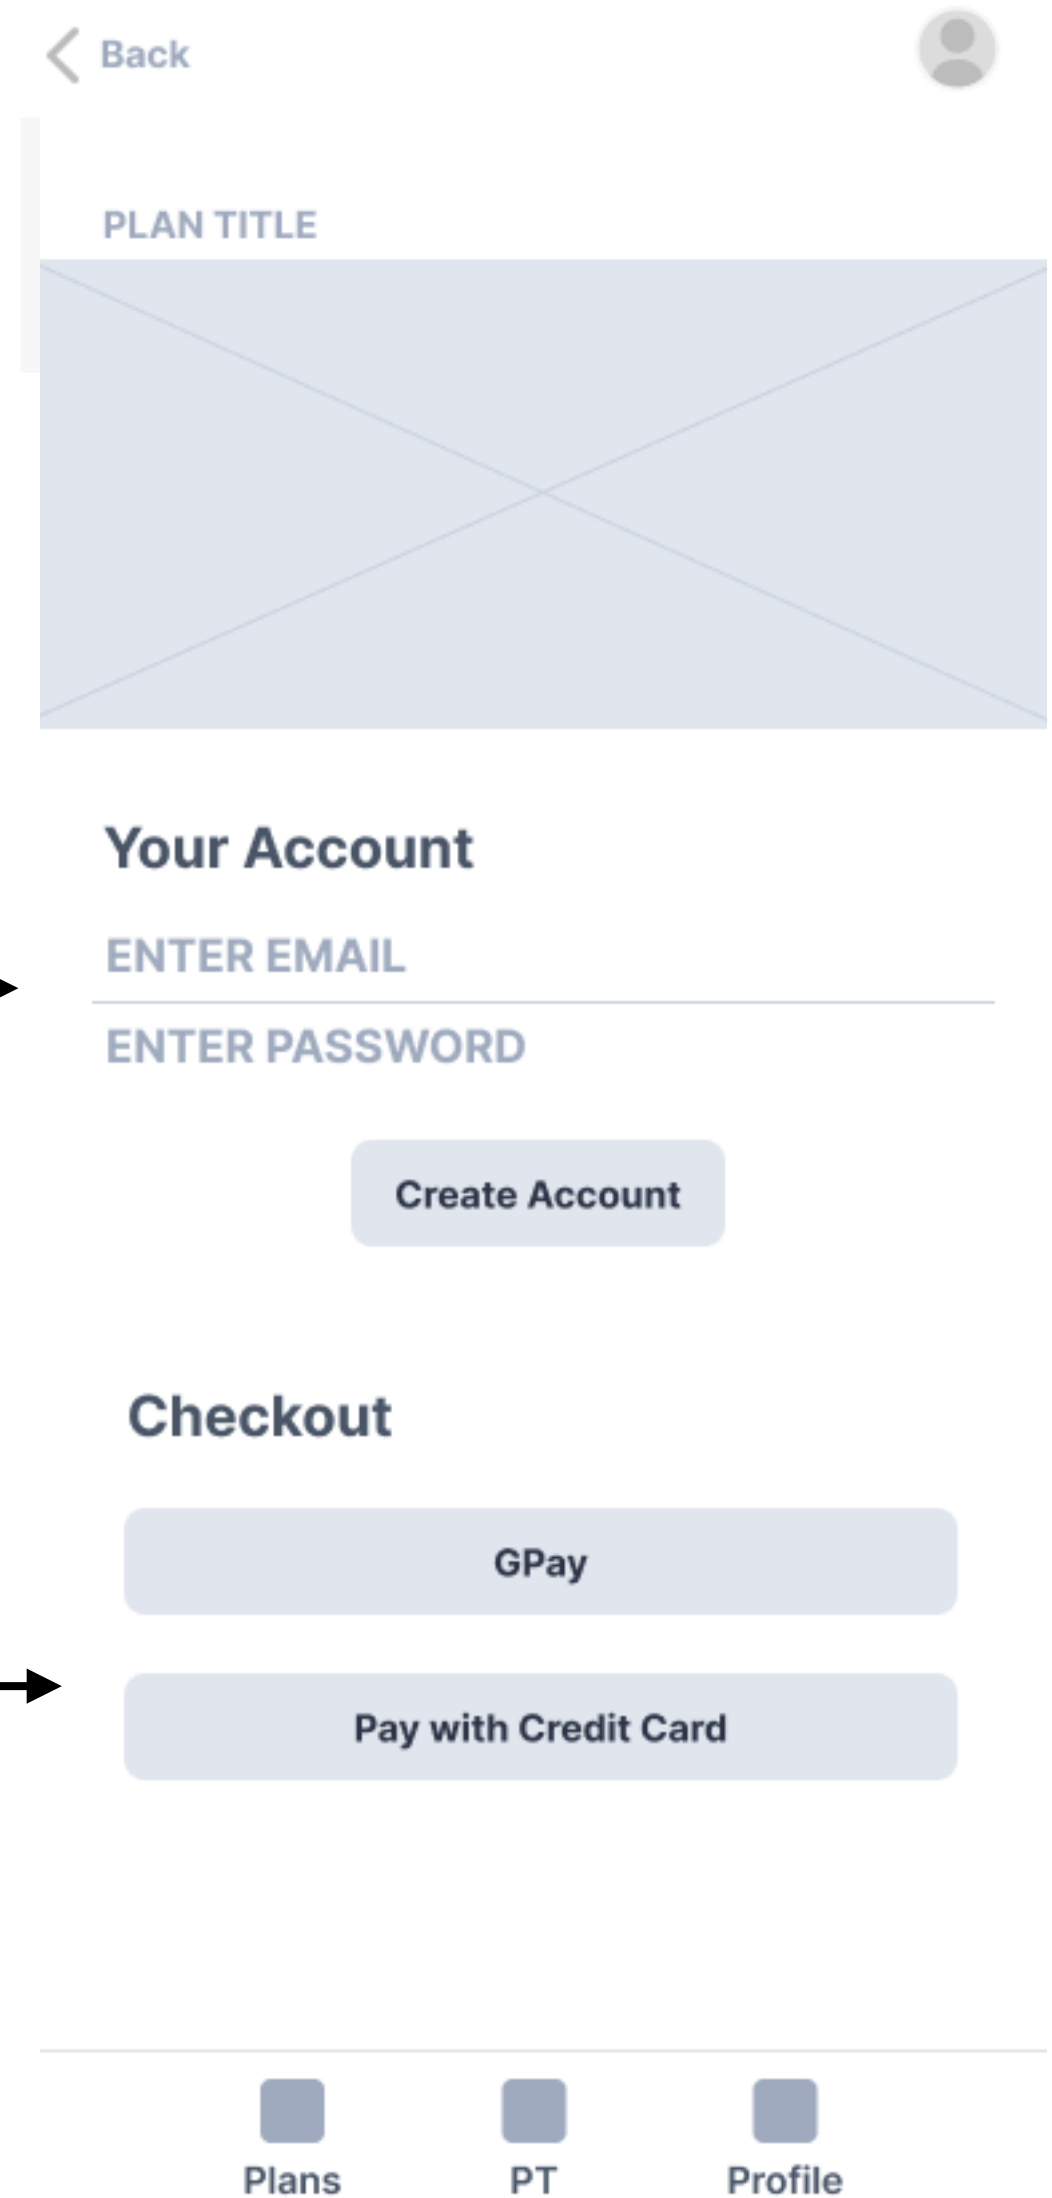 Back
PLAN TITLE
Your Account
ENTER EMAIL
ENTER PASSWORD
Create Account
Checkout
GPay
Pay with Credit Card
Plans PT Profile